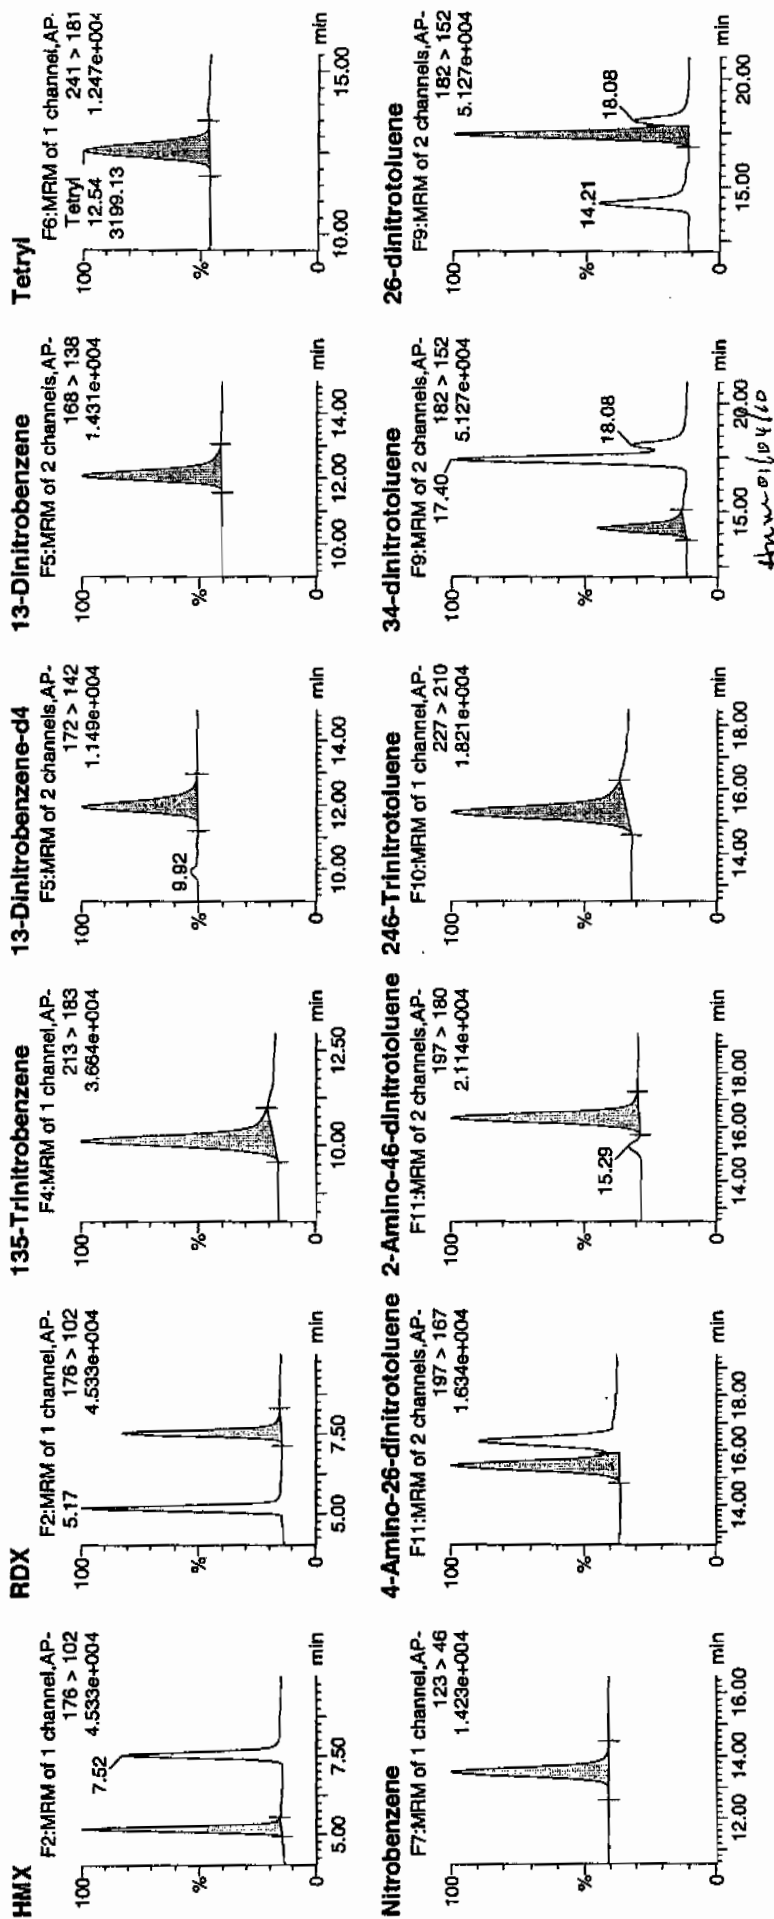 HMX
F2:MRM of 1 channel,AP-
176 > 102
4.533e+004
100
7.52
%
0
5.00 7.50 min
RDX
F2:MRM of 1 channel,AP-
176 > 102
4.533e+004
100
5.17
%
0
5.00 7.50 min
135-Trinitrobenzene
F4:MRM of 1 channel,AP-
213 > 183
3.664e+004
100
%
0
10.00 12.50 min
13-Dinitrobenzene-d4
F5:MRM of 2 channels,AP-
172 > 142
1.149e+004
100
9.92
%
0
10.00 12.00 14.00 min
13-Dinitrobenzene
F5:MRM of 2 channels,AP-
168 > 138
1.431e+004
100
%
0
10.00 12.00 14.00 min
Tetryl
F6:MRM of 1 channel,AP-
241 > 181
1.247e+004
100
Tetryl
12.54
3199.13
%
0
10.00 15.00 min
Nitrobenzene
F7:MRM of 1 channel,AP-
123 > 46
1.423e+004
100
%
0
12.00 14.00 16.00 min
4-Amino-26-dinitrotoluene
F11:MRM of 2 channels,AP-
197 > 167
1.634e+004
100
%
0
14.00 16.00 18.00 min
2-Amino-46-dinitrotoluene
F11:MRM of 2 channels,AP-
197 > 180
2.114e+004
100
15.29
%
0
14.00 16.00 18.00 min
246-Trinitrotoluene
F10:MRM of 1 channel,AP-
227 > 210
1.821e+004
100
%
0
14.00 16.00 18.00 min
34-dinitrotoluene
F9:MRM of 2 channels,AP-
182 > 152
5.127e+004
100
17.40
18.08
%
0
15.00 20.00 min
26-dinitrotoluene
F9:MRM of 2 channels,AP-
182 > 152
5.127e+004
100
14.21
18.08
%
0
15.00 20.00 min
01/04/10